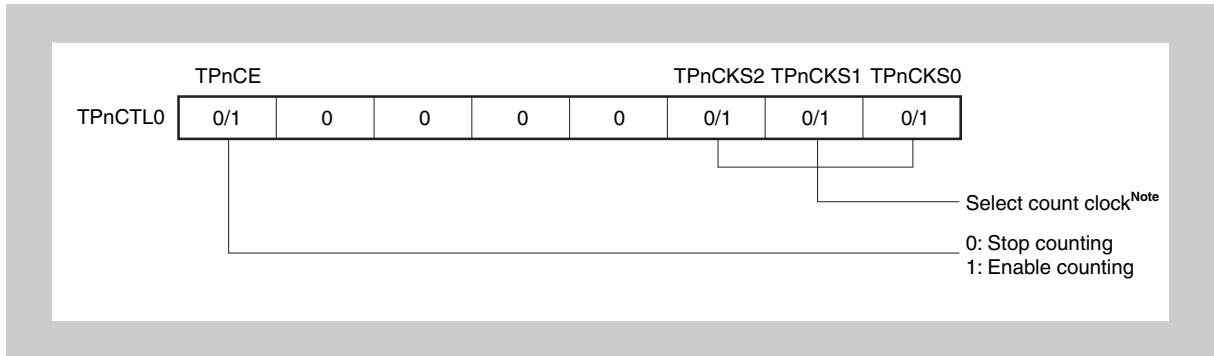 TPnCE TPnCKS2 TPnCKS1 TPnCKS0
TPnCTL0 0/1 0 0 0 0 0/1 0/1 0/1
Select count clockNote
0: Stop counting
1: Enable counting